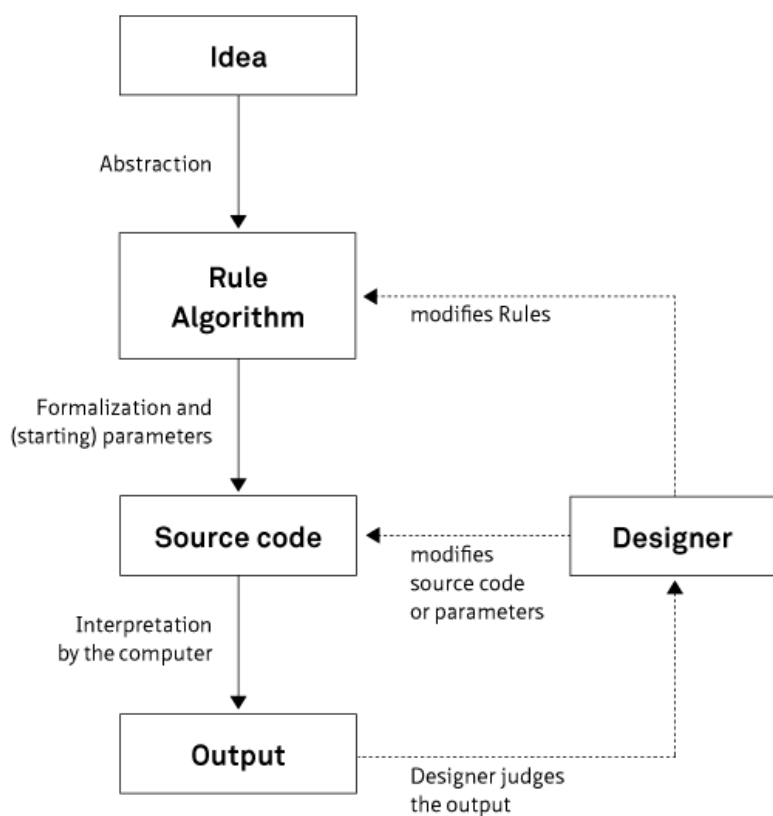 Idea
Abstraction
Rule
Algorithm
modifies Rules
Formalization and
(starting) parameters
Source code
modifies
source code
or parameters
Designer
Interpretation
by the computer
Output
Designer judges
the output